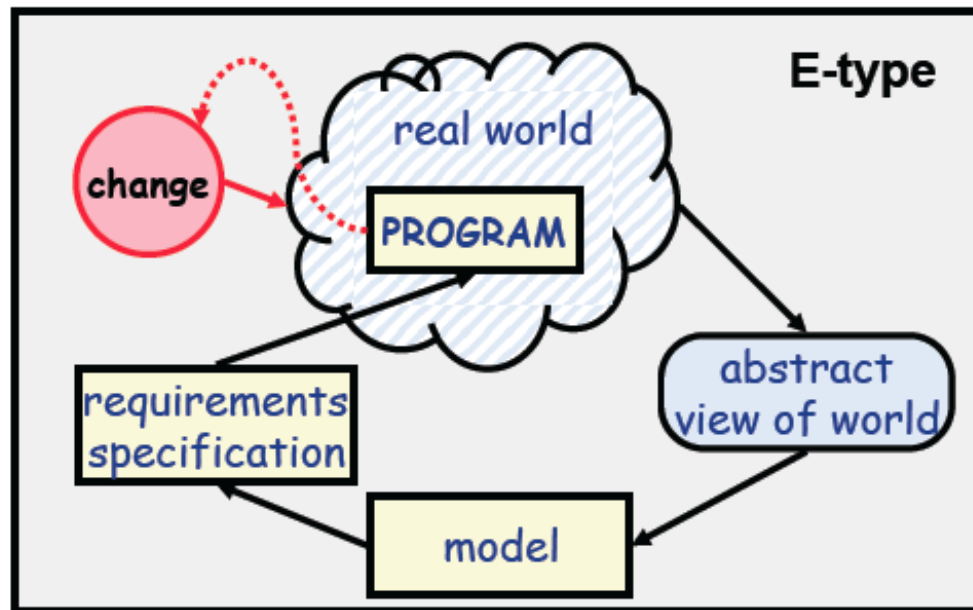 E-type
real world
change
PROGRAM
abstract
view of world
requirements
specification
model